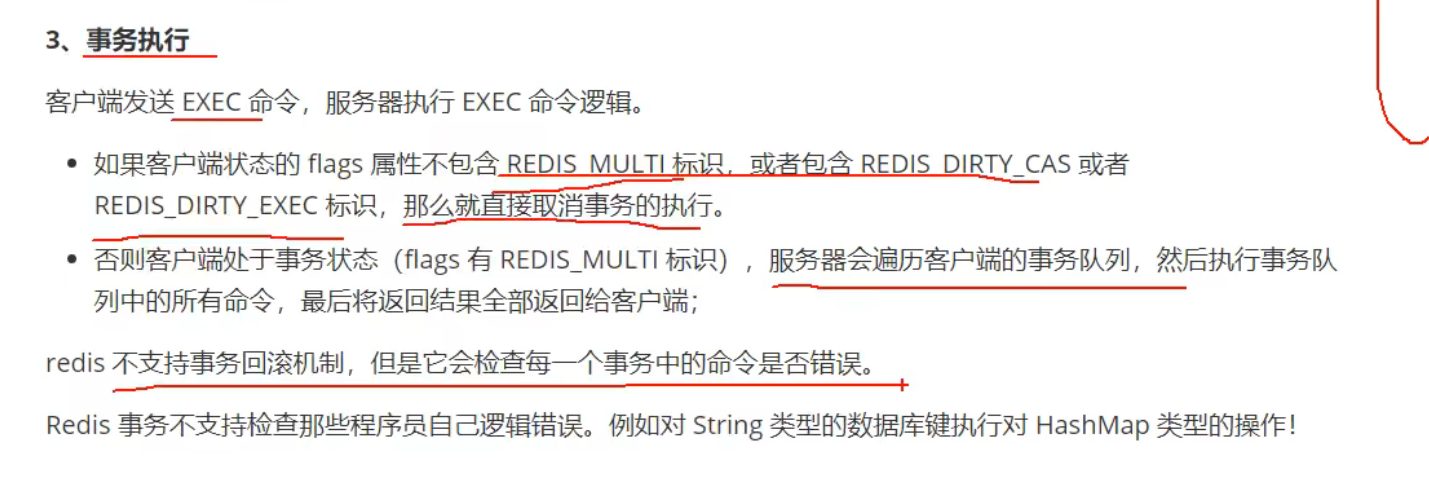 3、事务执行
客户端发送 EXEC 命令，服务器执行 EXEC 命令逻辑。
如果客户端状态的 flags 属性不包含 REDIS_MULTI 标识，或者包含 REDIS_DIRTY_CAS 或者
REDIS_DIRTY_EXEC 标识，那么就直接取消事务的执行。
否则客户端处于事务状态（flags 有 REDIS_MULTI 标识），服务器会遍历客户端的事务队列，然后执行事务队
列中的所有命令，最后将返回结果全部返回给客户端；
redis 不支持事务回滚机制，但是它会检查每一个事务中的命令是否错误。
Redis 事务不支持检查那些程序员自己逻辑错误。例如对 String 类型的数据库键执行对 HashMap 类型的操作！